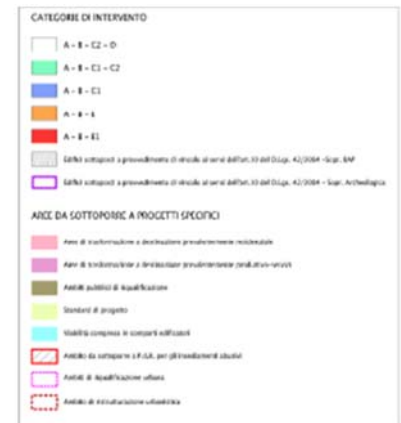 CATEGORIE DI INTERVENTO
A – B – C2 – D
A – B – C1 – C2
A – B – C1
A – B – E
A – B – E1
Edifici sottoposti a provvedimento di vincolo ai sensi dell'art.10 del D.Lgs. 42/2004 -Sopr. BAP
Edifici sottoposti a provvedimento di vincolo ai sensi dell'art.10 del D.Lgs. 42/2004 – Sopr. Archeologica
AREE DA SOTTOPORRE A PROGETTI SPECIFICI
Aree di trasformazione a destinazione prevalentemente residenziale
Aree di trasformazione a destinazione prevalentemente produttivo-servizi
Ambiti pubblici di riqualificazione
Standard di progetto
Viabilità compresa in comparti edificatori
Ambito da sottoporre a P.I.R. per gli insediamenti abusivi
Ambiti di riqualificazione urbana
Ambito di ristrutturazione urbanistica